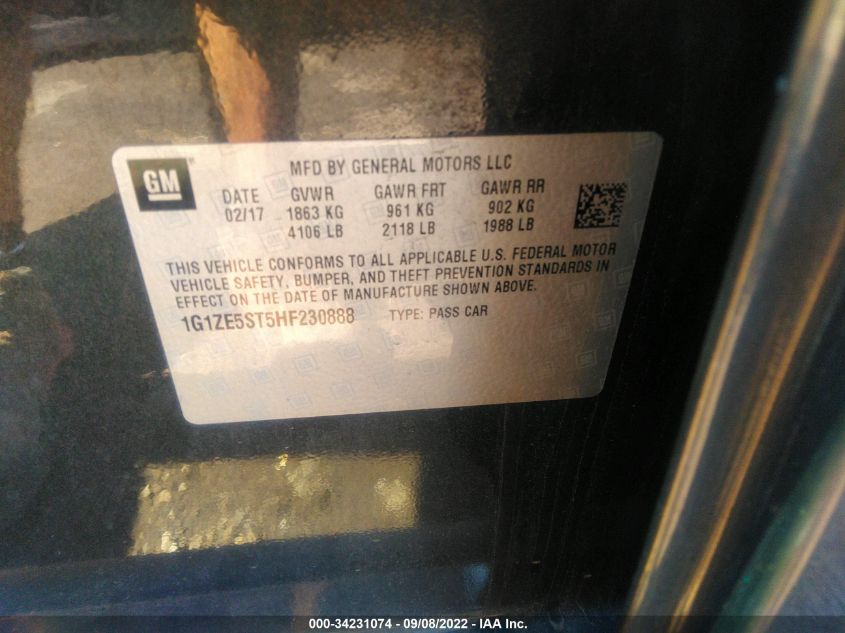 GM ®
MFD BY GENERAL MOTORS LLC
DATE GVWR GAWR FRT GAWR RR
02/17 1863 KG 961 KG 902 KG
4106 LB 2118 LB 1988 LB
THIS VEHICLE CONFORMS TO ALL APPLICABLE U.S. FEDERAL MOTOR
VEHICLE SAFETY, BUMPER, AND THEFT PREVENTION STANDARDS IN
EFFECT ON THE DATE OF MANUFACTURE SHOWN ABOVE.
1G1ZE5ST5HF230888 TYPE: PASS CAR
000-34231074 - 09/08/2022 - IAA Inc.